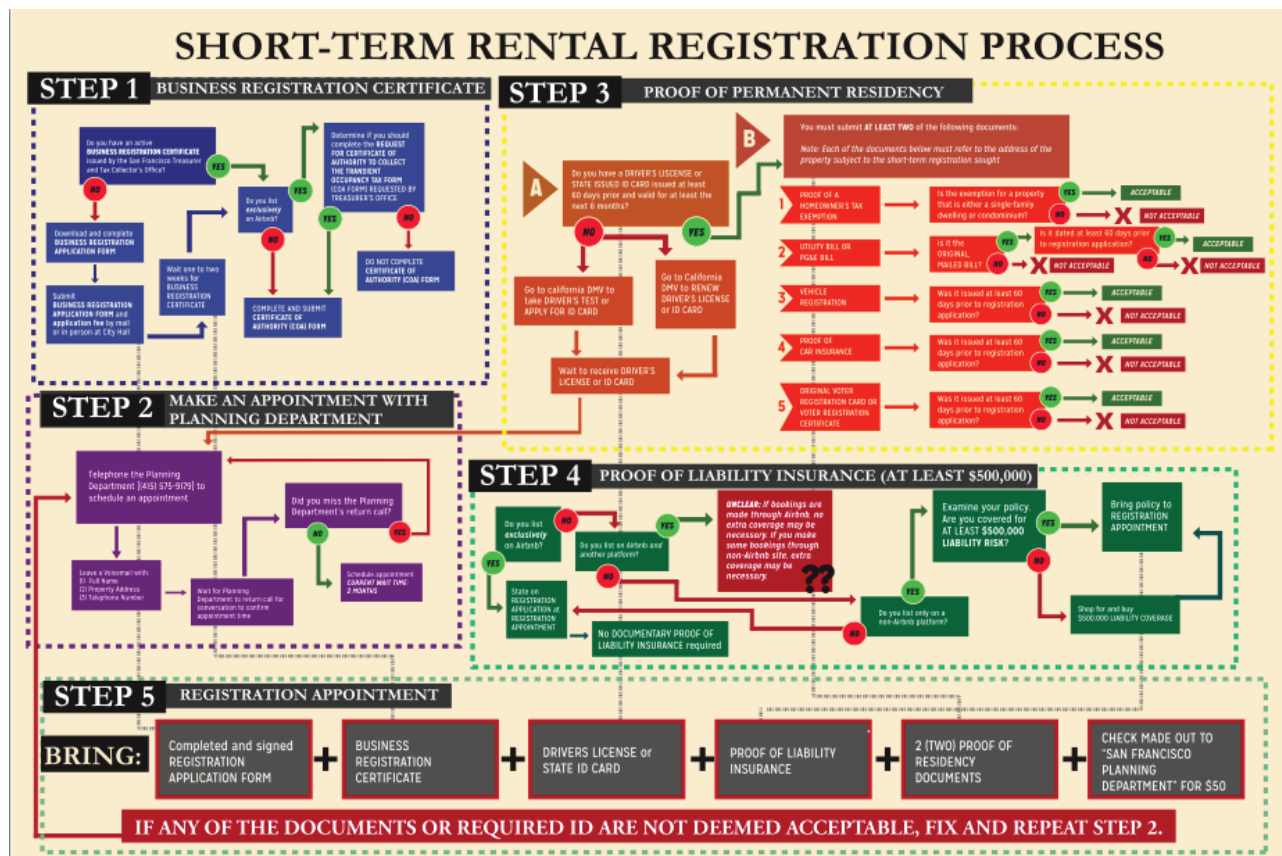 SHORT-TERM RENTAL REGISTRATION PROCESS
STEP 1
BUSINESS REGISTRATION CERTIFICATE
Do you have an active
BUSINESS REGISTRATION CERTIFICATE
issued by the San Francisco Treasurer
and Tax Collector's Office?
YES
NO
Download and complete
BUSINESS REGISTRATION
APPLICATION FORM
Submit
BUSINESS REGISTRATION
APPLICATION FORM and
application fee by mail
or in person at City Hall
Wait one to two
weeks for
BUSINESS
REGISTRATION
CERTIFICATE
Do you list
exclusively
on Airbnb?
YES
NO
Determine if you should
complete the REQUEST
FOR CERTIFICATE OF
AUTHORITY TO COLLECT
THE TRANSIENT
OCCUPANCY TAX FORM
(COA FORM) REQUESTED BY
TREASURER'S OFFICE
YES
NO
DO NOT COMPLETE
CERTIFICATE OF
AUTHORITY (COA) FORM
COMPLETE AND SUBMIT
CERTIFICATE OF
AUTHORITY (COA) FORM
STEP 2
MAKE AN APPOINTMENT WITH
PLANNING DEPARTMENT
Telephone the Planning
Department [(415) 575-9179] to
schedule an appointment
Leave a Voicemail with:
(1) Full Name
(2) Property Address
(3) Telephone Number
Wait for Planning
Department to return call for
conversation to confirm
appointment time
Did you miss the Planning
Department's return call?
NO
YES
Schedule appointment
CURRENT WAIT TIME:
2 MONTHS
STEP 3
PROOF OF PERMANENT RESIDENCY
A
Do you have a DRIVER'S LISCENSE or
STATE ISSUED ID CARD issued at least
60 days prior and valid for at least the
next 6 months?
NO
YES
Go to california DMV to
take DRIVER'S TEST or
APPLY FOR ID CARD
Go to California
DMV to RENEW
DRIVER'S LICENSE
or ID CARD
Wait to receive DRIVER'S
LICENSE or ID CARD
B
You must submit AT LEAST TWO of the following documents:
Note: Each of the documents below must refer to the address of the
property subject to the short-term registration sought
1
PROOF OF A
HOMEOWNER'S TAX
EXEMPTION
Is the exemption for a property
that is either a single-family
dwelling or condominium?
YES
ACCEPTABLE
NO
X
NOT ACCEPTABLE
2
UTILITY BILL OR
PG&E BILL
Is it the
ORIGINAL
MAILED BILL?
YES
NO
X
NOT ACCEPTABLE
Is it dated at least 60 days prior
to registration application?
YES
ACCEPTABLE
NO
X
NOT ACCEPTABLE
3
VEHICLE
REGISTRATION
Was it issued at least 60
days prior to registration
application?
YES
ACCEPTABLE
NO
X
NOT ACCEPTABLE
4
PROOF OF
CAR INSURANCE
Was it issued at least 60
days prior to registration
application?
YES
ACCEPTABLE
NO
X
NOT ACCEPTABLE
5
ORIGINAL VOTER
REGISTRATION CARD OR
VOTER REGISTRATION
CERTIFICATE
Was it issued at least 60
days prior to registration
application?
YES
ACCEPTABLE
NO
X
NOT ACCEPTABLE
STEP 4
PROOF OF LIABILITY INSURANCE (AT LEAST $500,000)
Do you list
exclusively
on Airbnb?
NO
YES
Do you list on Airbnb and
another platform?
YES
NO
UNCLEAR: If bookings are
made through Airbnb, no
extra coverage may be
necessary. If you make
some bookings through
non-Airbnb site, extra
coverage may be
necessary.
??
State on
REGISTRATION
APPLICATION at
REGISTRATION
APPOINTMENT
No DOCUMENTARY PROOF OF
LIABILITY INSURANCE required
Do you list only on a
non-Airbnb platform?
YES
NO
Examine your policy.
Are you covered for
AT LEAST $500,000
LIABILITY RISK?
YES
NO
Bring policy to
REGISTRATION
APPOINTMENT
Shop for and buy
$500,000 LIABILITY COVERAGE
STEP 5
REGISTRATION APPOINTMENT
BRING:
Completed and signed
REGISTRATION
APPLICATION FORM
+
BUSINESS
REGISTRATION
CERTIFICATE
+
DRIVERS LICENSE or
STATE ID CARD
+
PROOF OF LIABILITY
INSURANCE
+
2 (TWO) PROOF OF
RESIDENCY
DOCUMENTS
+
CHECK MADE OUT TO
"SAN FRANCISCO
PLANNING
DEPARTMENT" FOR $50
IF ANY OF THE DOCUMENTS OR REQUIRED ID ARE NOT DEEMED ACCEPTABLE, FIX AND REPEAT STEP 2.